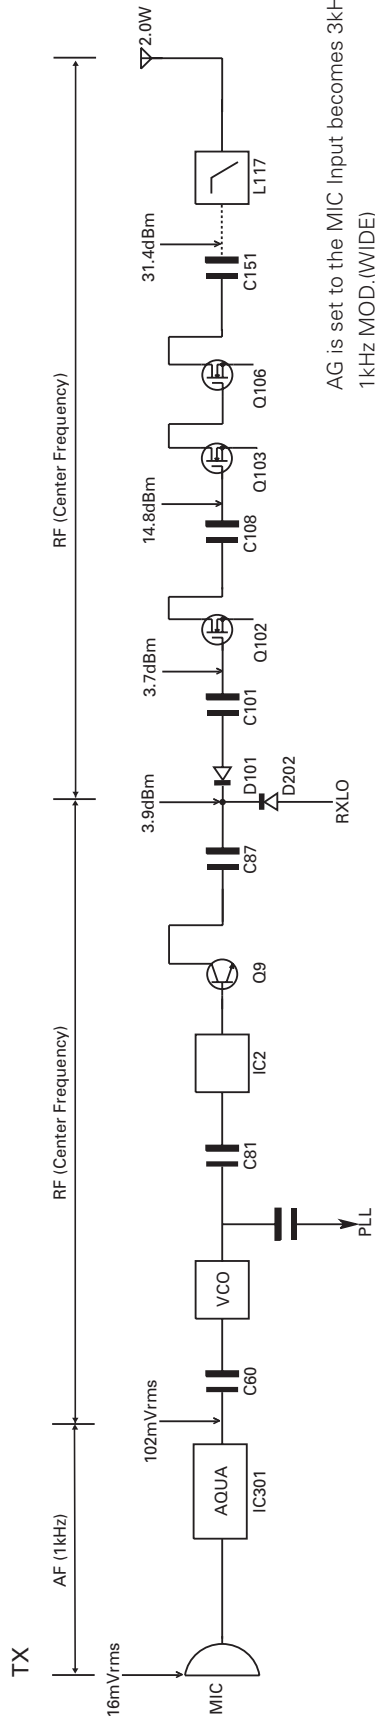 TX
AF (1kHz)
RF (Center Frequency)
RF (Center Frequency)
16mVrms
102mVrms
3.9dBm
3.7dBm
14.8dBm
31.4dBm
2.0W
MIC
AQUA
IC301
C60
VCO
PLL
C81
IC2
Q9
C87
D101
D202
RXLO
C101
Q102
C108
Q103
Q106
C151
L117
AG is set to the MIC Input becomes 3kH
1kHz MOD.(WIDE)